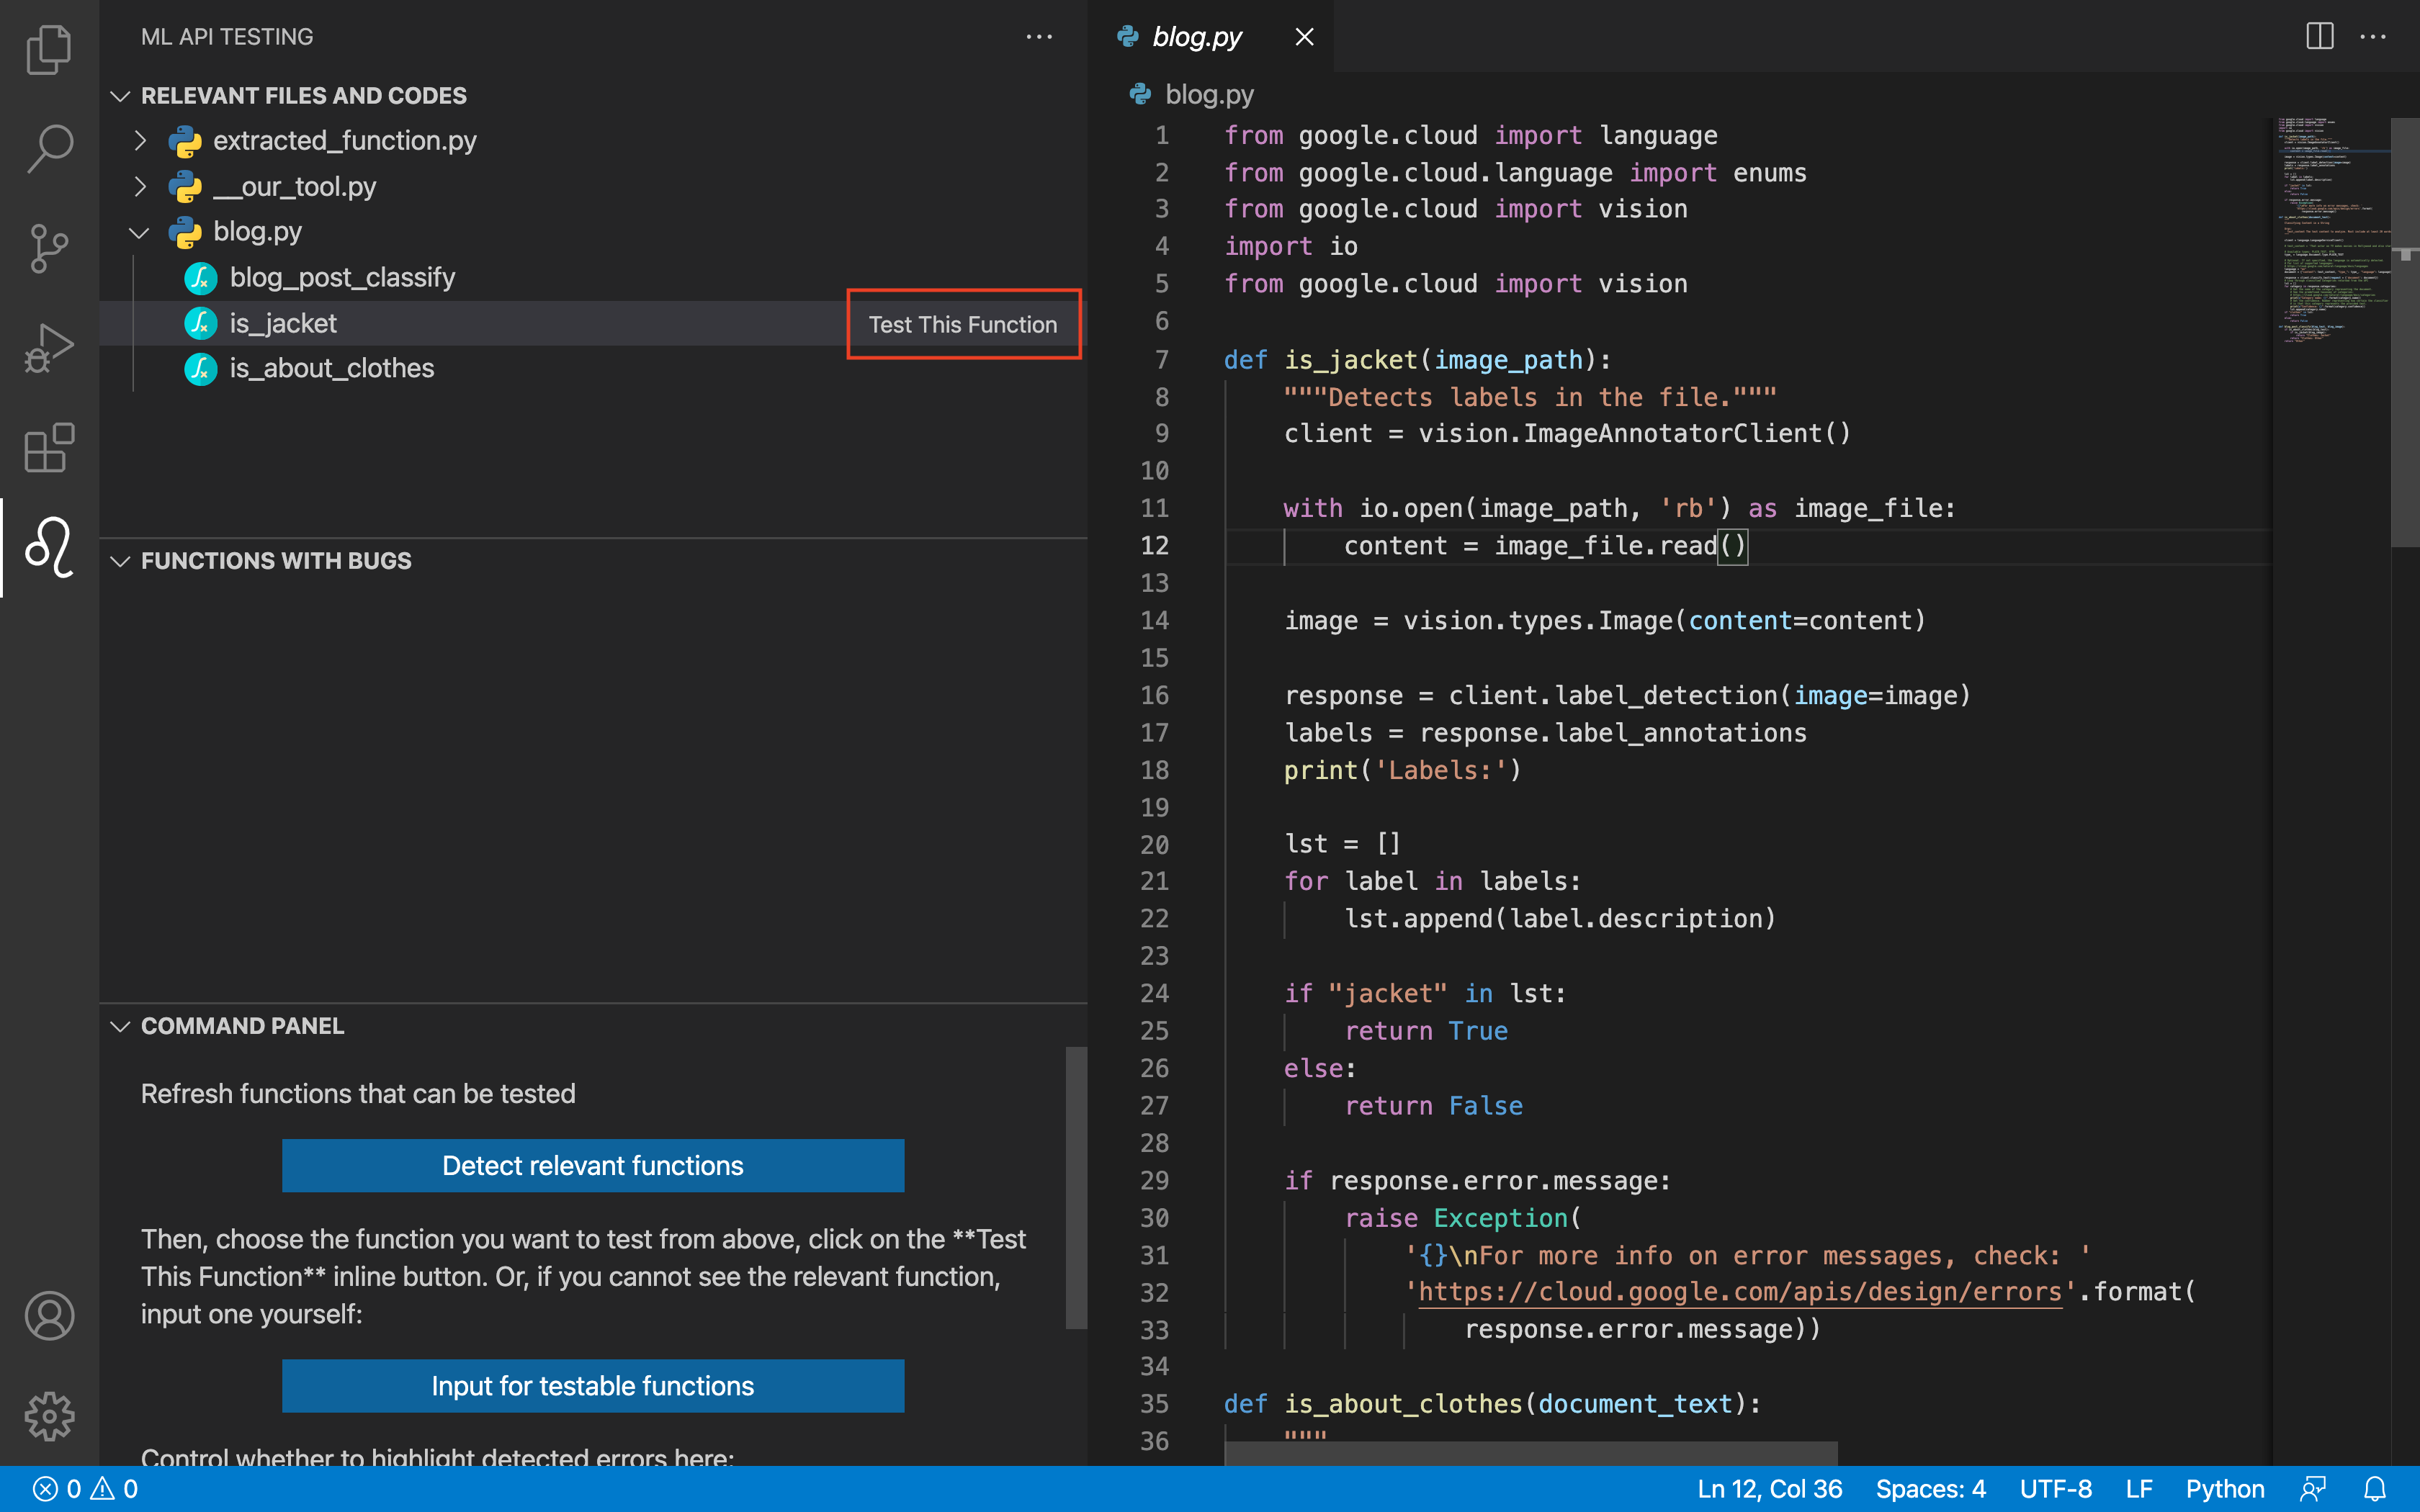 ML API TESTING
RELEVANT FILES AND CODES
extracted_function.py
__our_tool.py
blog.py
blog_post_classify
is_jacket
Test This Function
is_about_clothes
FUNCTIONS WITH BUGS
COMMAND PANEL
Refresh functions that can be tested
Detect relevant functions
Then, choose the function you want to test from above, click on the **Test
This Function** inline button. Or, if you cannot see the relevant function,
input one yourself:
Input for testable functions
Control whether to highlight detected errors here:
blog.py
blog.py
1 from google.cloud import language
2 from google.cloud.language import enums
3 from google.cloud import vision
4 import io
5 from google.cloud import vision
6
7 def is_jacket(image_path):
8 """Detects labels in the file."""
9 client = vision.ImageAnnotatorClient()
10
11 with io.open(image_path, 'rb') as image_file:
12 content = image_file.read()
13
14 image = vision.types.Image(content=content)
15
16 response = client.label_detection(image=image)
17 labels = response.label_annotations
18 print('Labels:')
19
20 lst = []
21 for label in labels:
22 lst.append(label.description)
23
24 if "jacket" in lst:
25 return True
26 else:
27 return False
28
29 if response.error.message:
30 raise Exception(
31 '{}\nFor more info on error messages, check: '
32 'https://cloud.google.com/apis/design/errors'.format(
33 response.error.message))
34
35 def is_about_clothes(document_text):
36 """
0 0
Ln 12, Col 36 Spaces: 4 UTF-8 LF Python